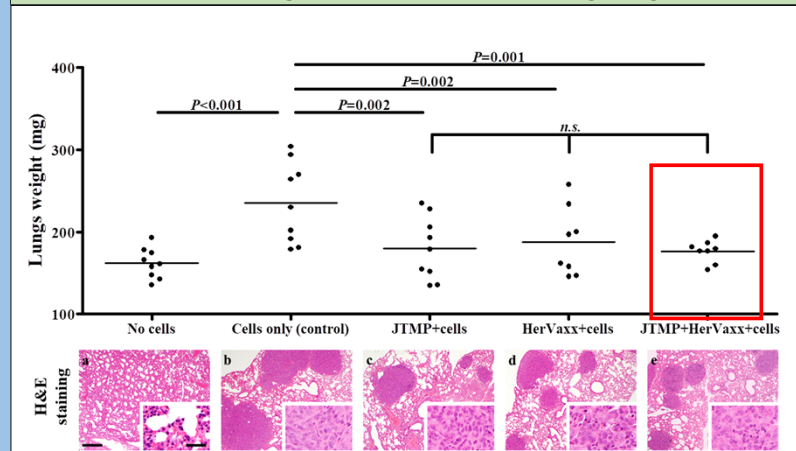 P=0.001
400
P=0.002
P<0.001
P=0.002
n.s.
300
200
100
Lungs weight (mg)
No cells
Cells only (control)
JTMP+cells
HerVaxx+cells
JTMP+HerVaxx+cells
H&E
staining
a
b
c
d
e